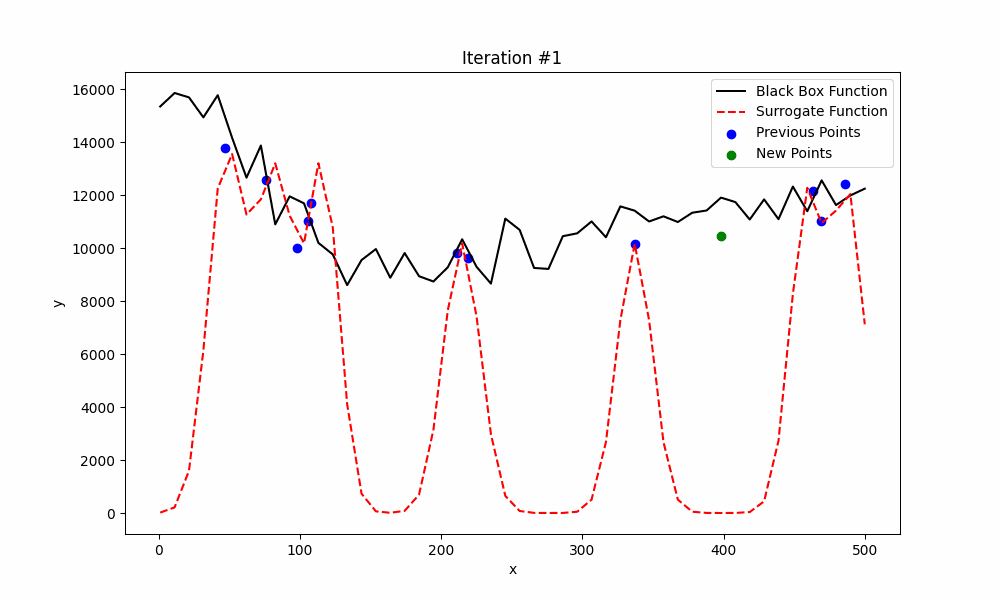 Iteration #1
Black Box Function
Surrogate Function
Previous Points
New Points
16000
14000
12000
10000
8000
6000
4000
2000
0
y
0 100 200 300 400 500
x